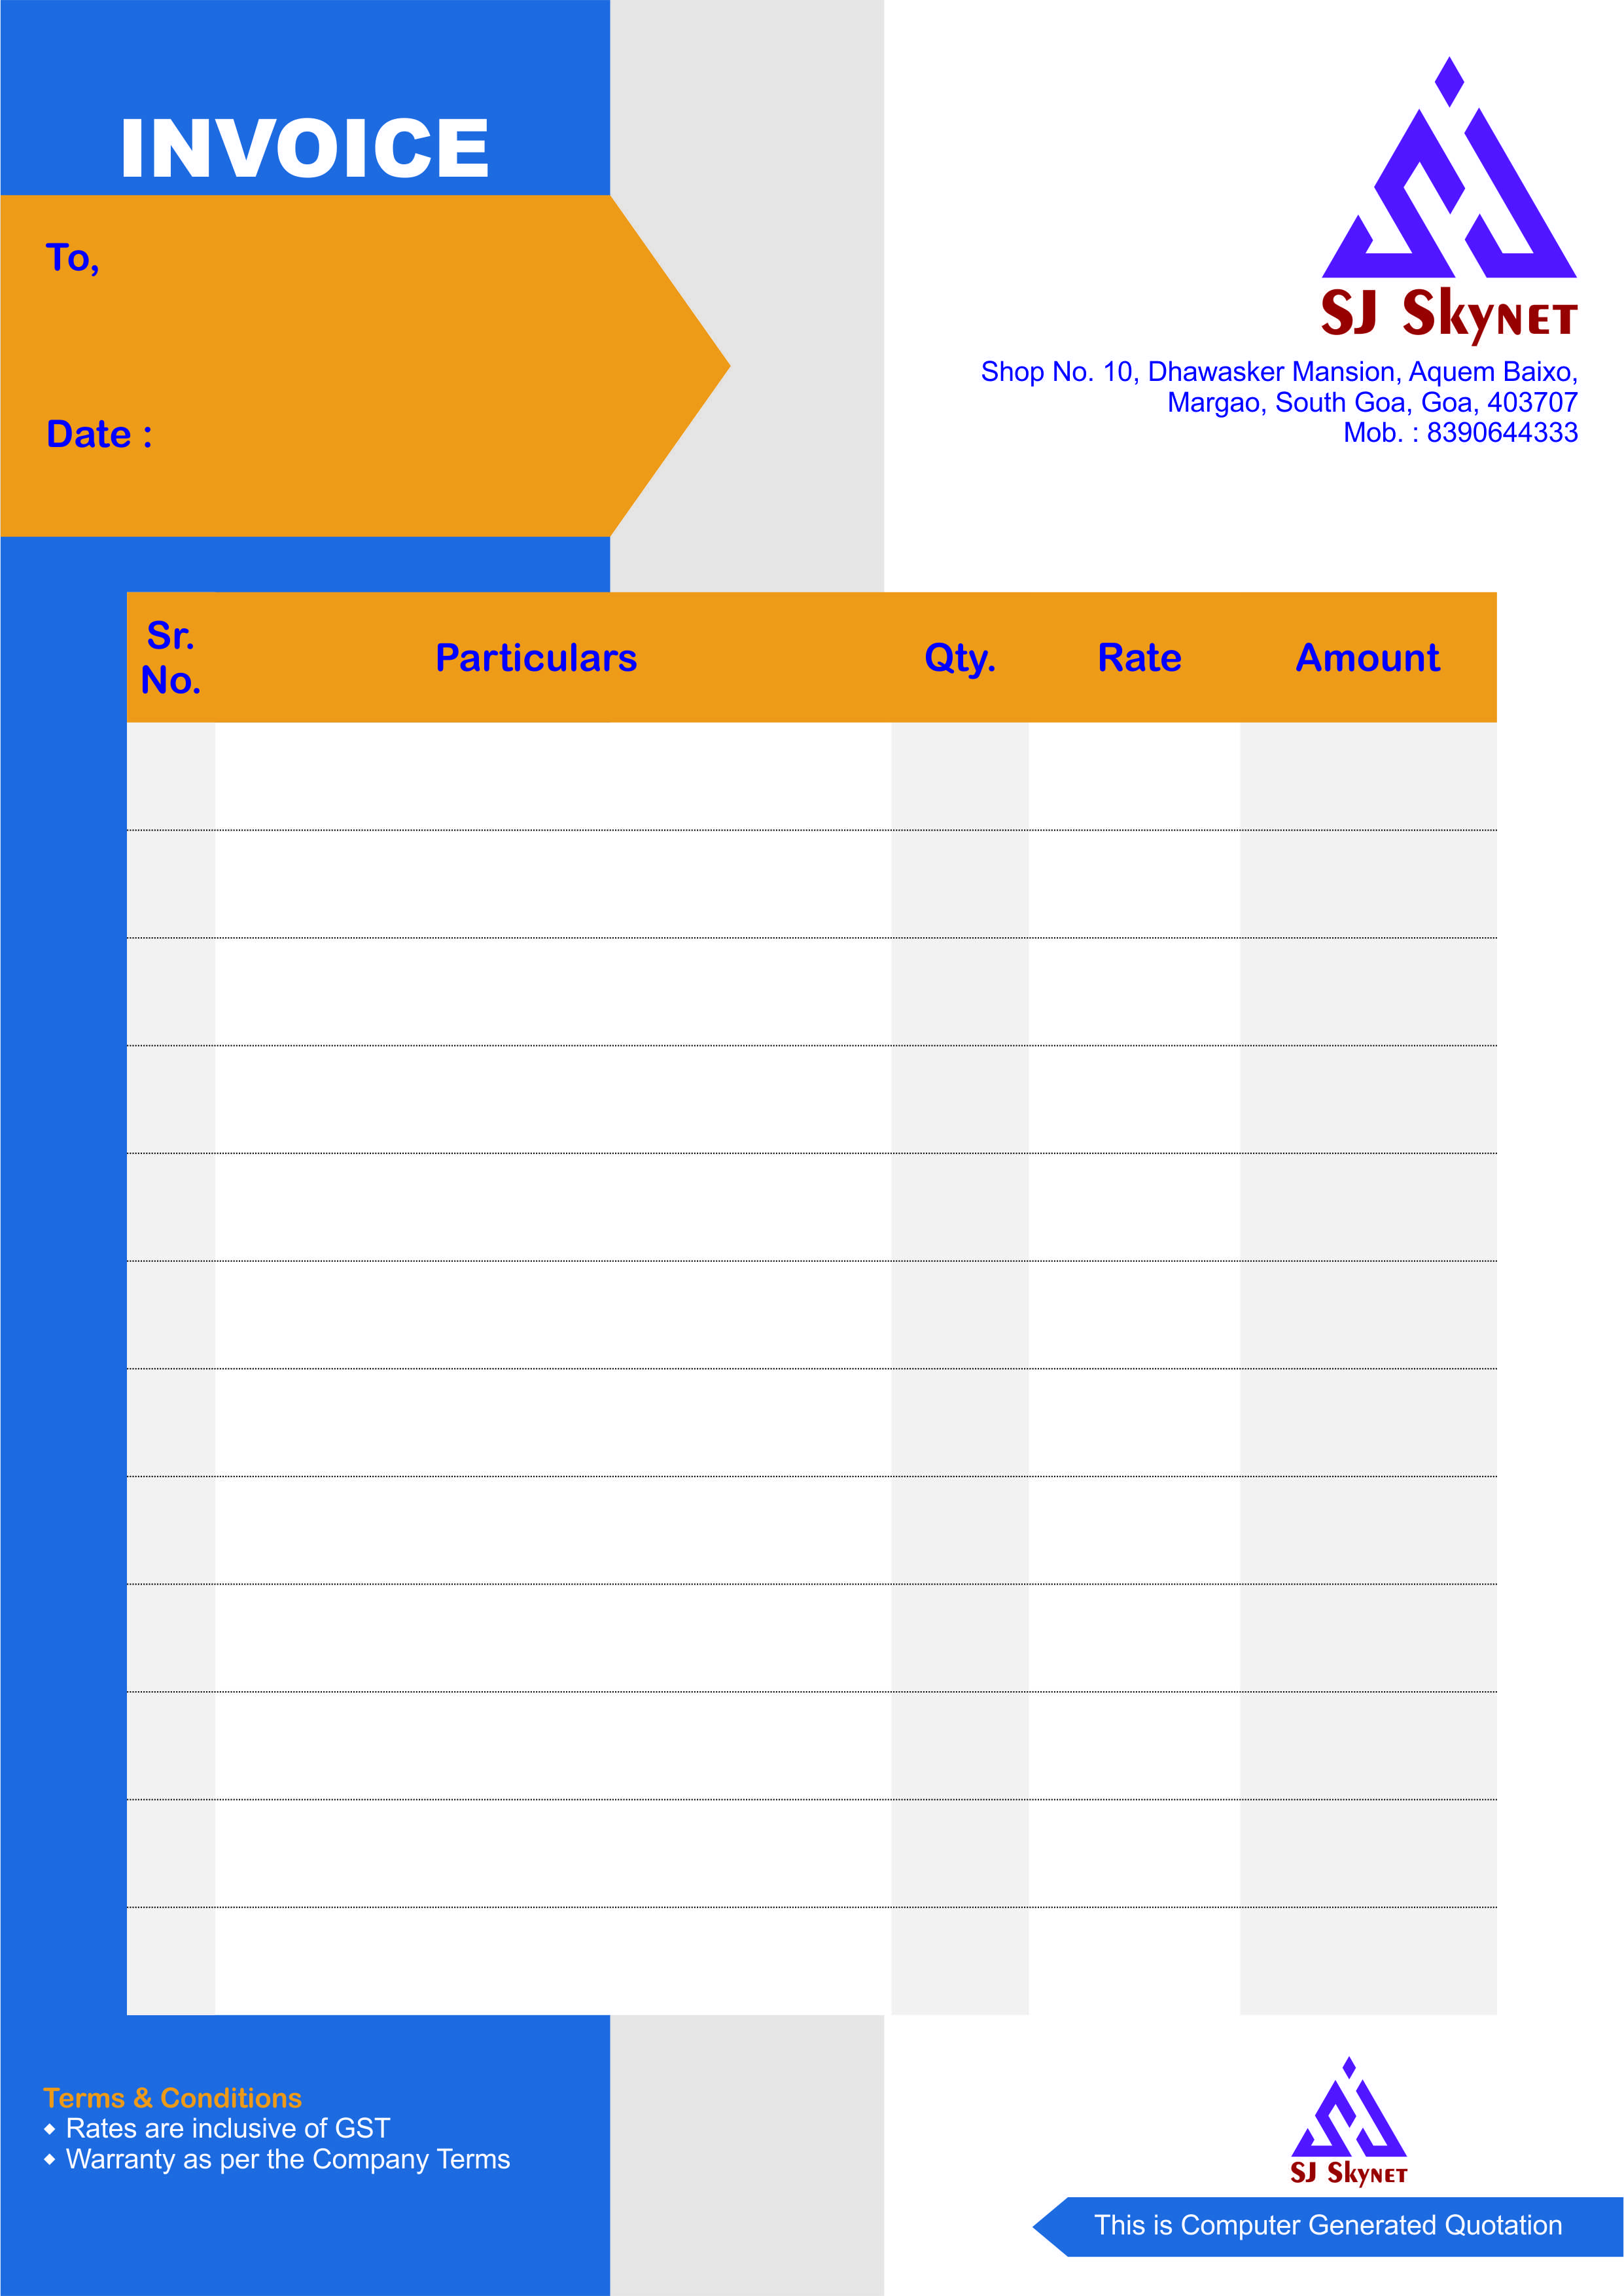 INVOICE
To,
Date :
SJ Skynet
Shop No. 10, Dhawasker Mansion, Aquem Baixo,
Margao, South Goa, Goa, 403707
Mob. : 8390644333
Sr.
No.
Particulars
Qty.
Rate
Amount
Terms & Conditions
Rates are inclusive of GST
Warranty as per the Company Terms
SJ Skynet
This is Computer Generated Quotation